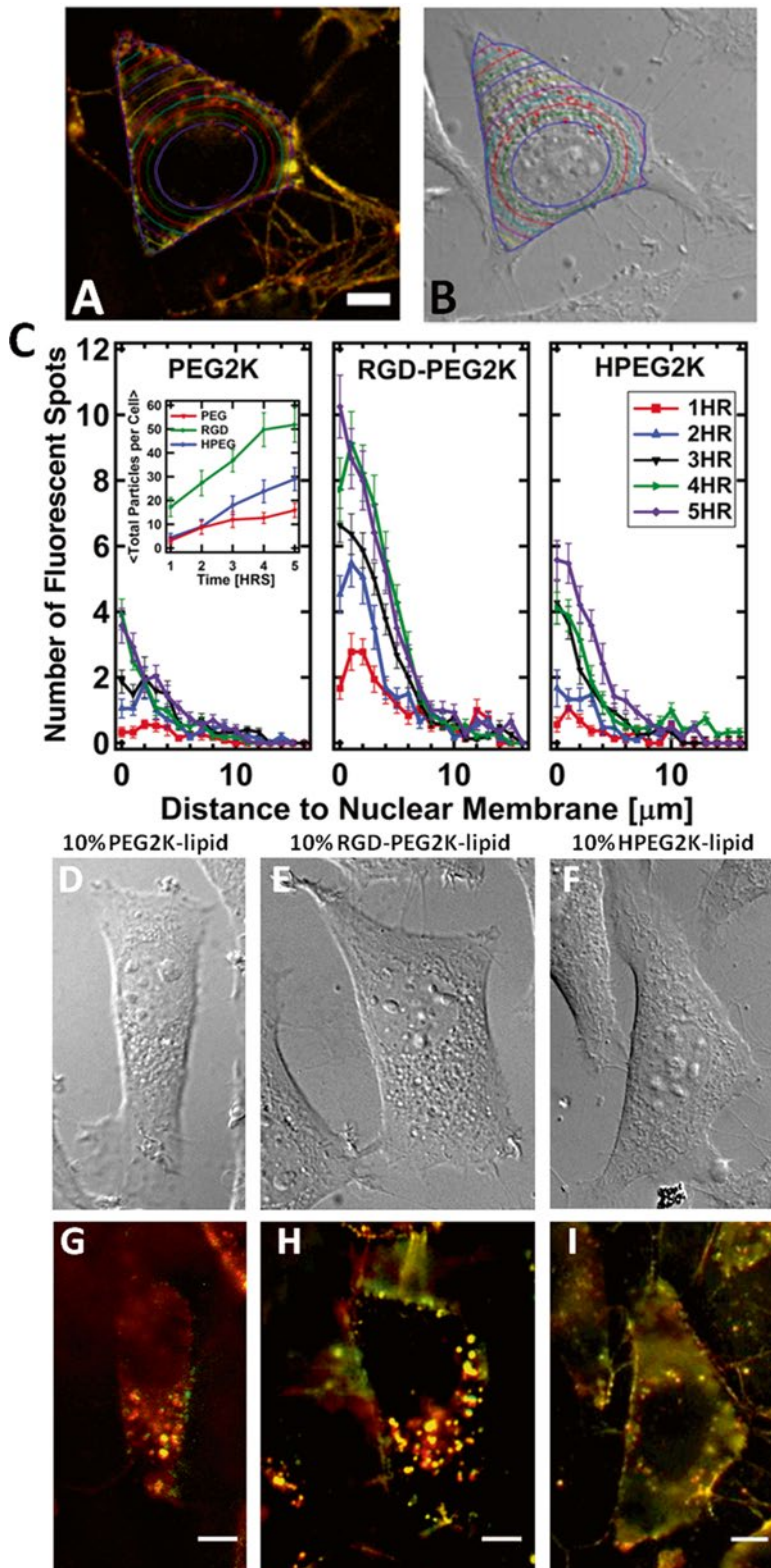 A
B
C
PEG2K
RGD-PEG2K
HPEG2K
12
10
8
6
4
2
0
Number of Fluorescent Spots
60
50
40
30
20
10
0
<Total Particles per Cell>
PEG
RGD
HPEG
1 2 3 4 5
Time [HRS]
1HR
2HR
3HR
4HR
5HR
0 10 0 10 0 10
Distance to Nuclear Membrane [μm]
10% PEG2K-lipid
10% RGD-PEG2K-lipid
10% HPEG2K-lipid
D
E
F
G
H
I